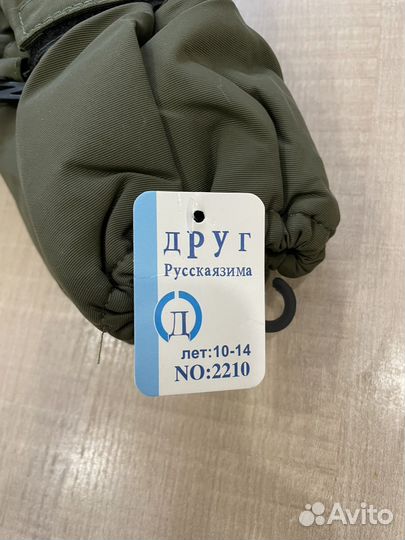 друг
Русскаязима
Д
лет:10-14
NO:2210
Avito